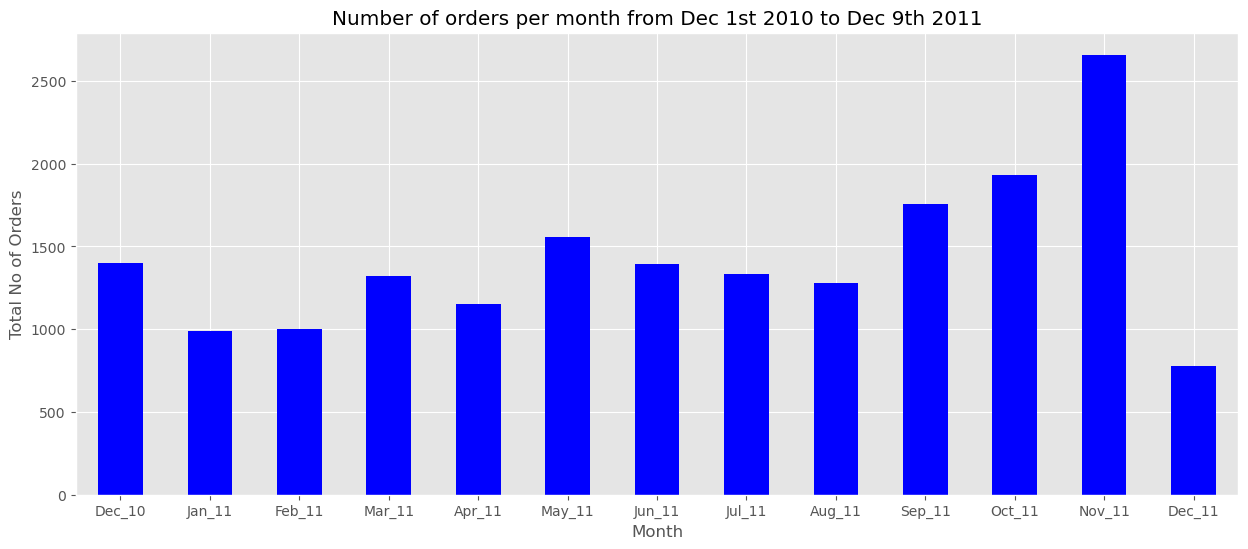 Number of orders per month from Dec 1st 2010 to Dec 9th 2011
Total No of Orders
2500
2000
1500
1000
500
0
Dec_10 Jan_11 Feb_11 Mar_11 Apr_11 May_11 Jun_11 Jul_11 Aug_11 Sep_11 Oct_11 Nov_11 Dec_11
Month